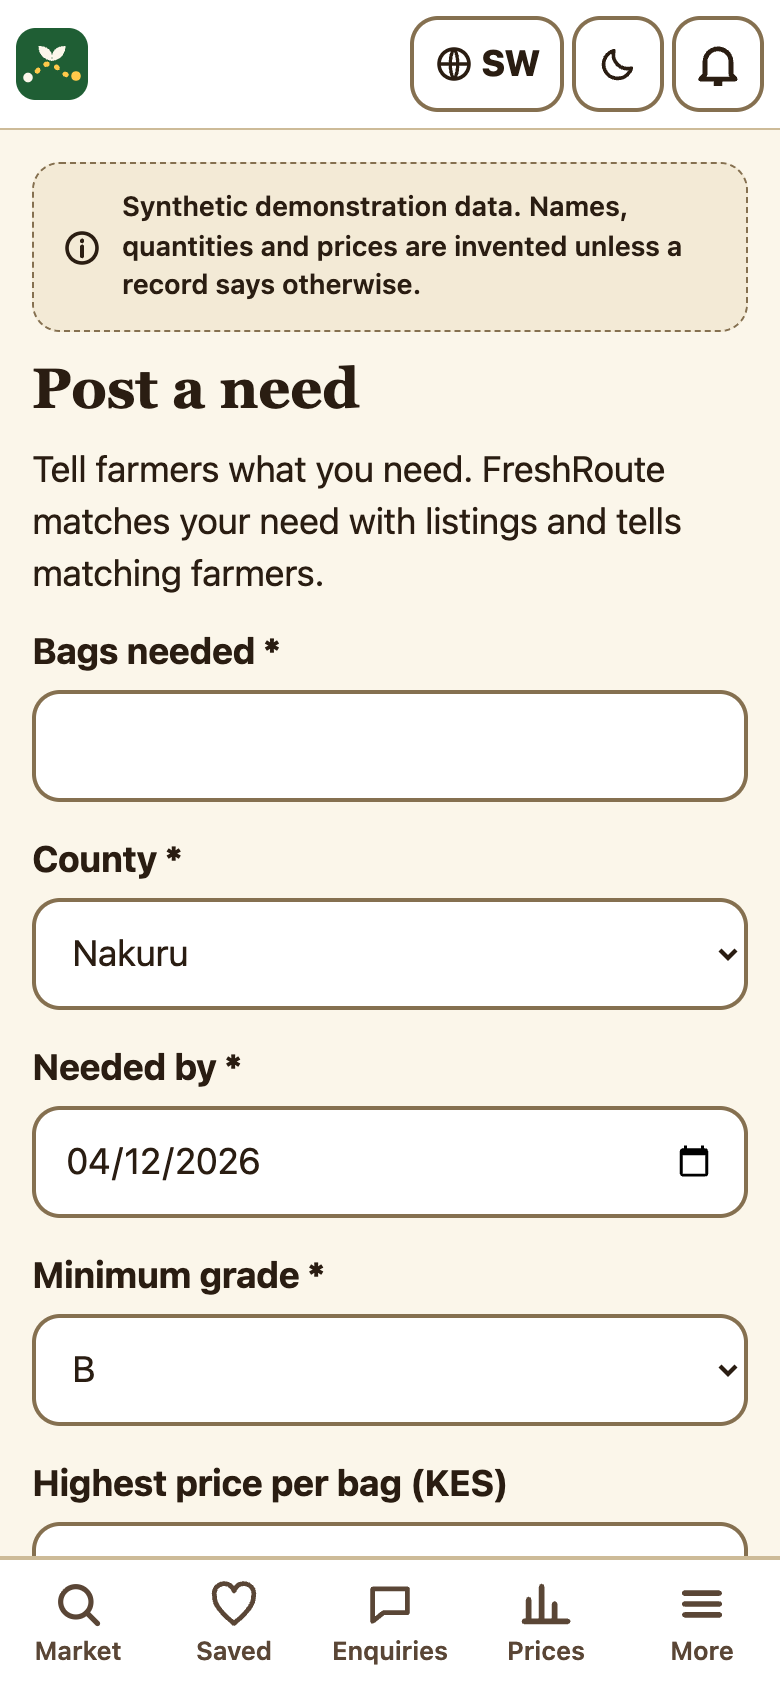 SW
Synthetic demonstration data. Names,
quantities and prices are invented unless a
record says otherwise.
Post a need
Tell farmers what you need. FreshRoute
matches your need with listings and tells
matching farmers.
Bags needed *
County *
Nakuru
Needed by *
04/12/2026
Minimum grade *
B
Highest price per bag (KES)
Market
Saved
Enquiries
Prices
More